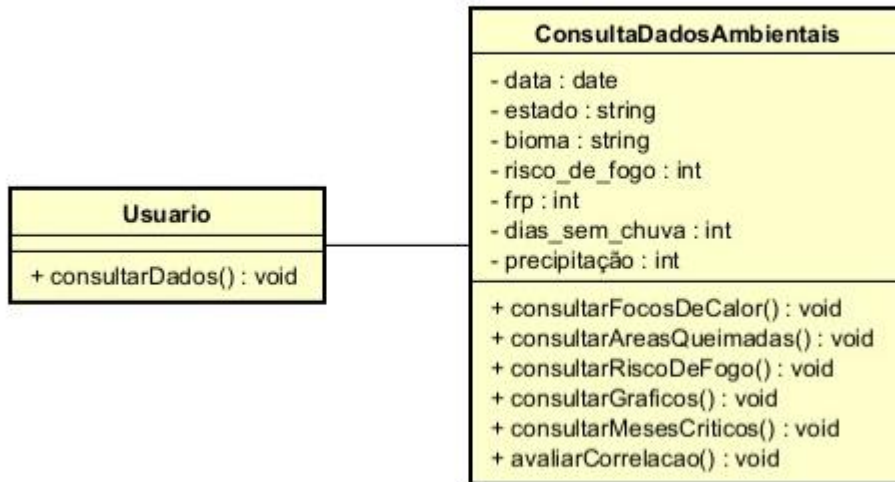 ConsultaDadosAmbientais
- data : date
- estado : string
- bioma : string
- risco_de_fogo : int
- frp : int
- dias_sem_chuva : int
- precipitação : int
+ consultarFocosDeCalor() : void
+ consultarAreasQueimadas() : void
+ consultarRiscoDeFogo() : void
+ consultarGraficos() : void
+ consultarMesesCriticos() : void
+ avaliarCorrelacao() : void
Usuario
+ consultarDados() : void